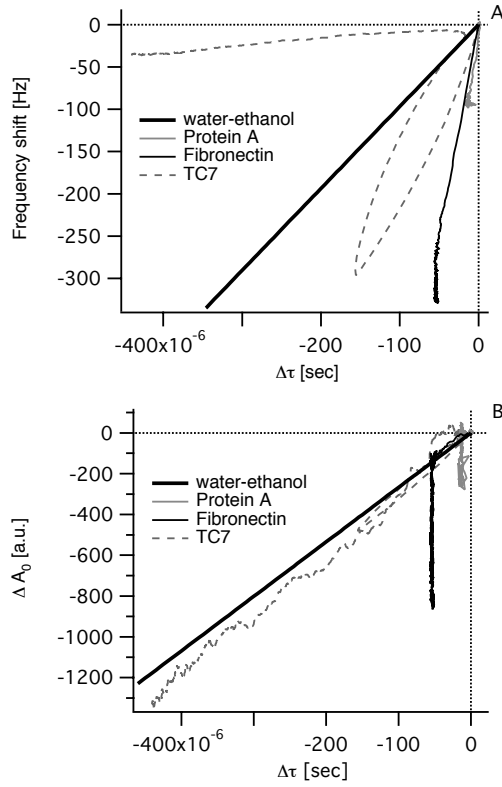 A
0
-50
-100
-150
-200
-250
-300
Frequency shift [Hz]
water-ethanol
Protein A
Fibronectin
TC7
-400x10⁻⁶ -200 -100 0
Δτ [sec]
B
0
-200
-400
-600
-800
-1000
-1200
Δ A₀ [a.u.]
water-ethanol
Protein A
Fibronectin
TC7
-400x10⁻⁶ -200 -100 0
Δτ [sec]